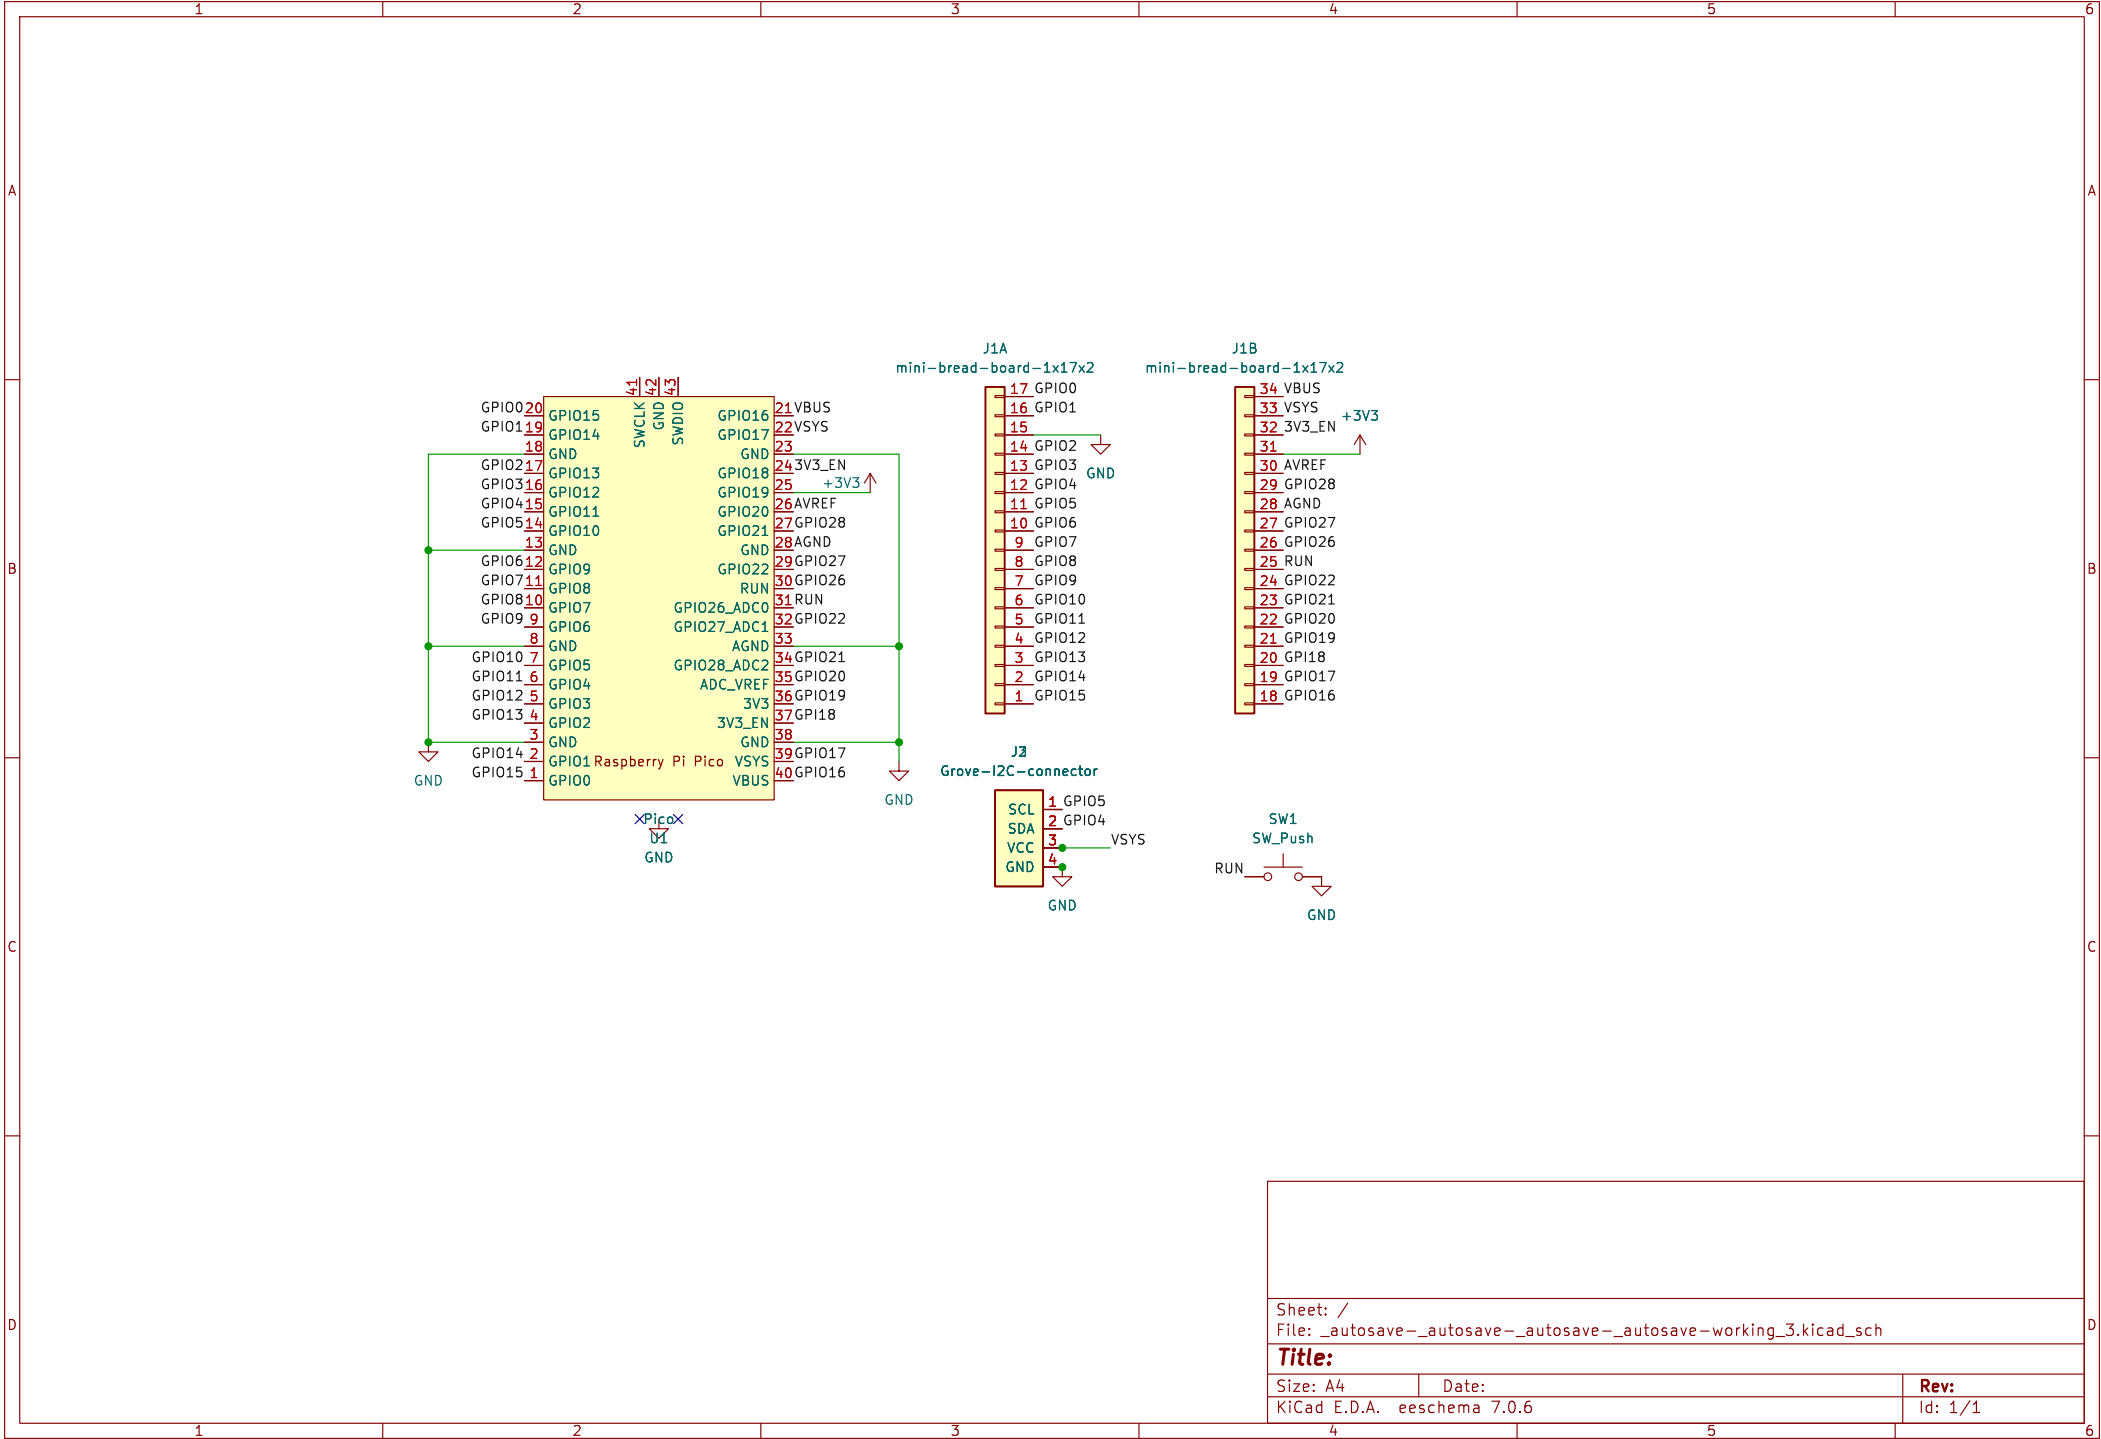 1 2 3 4 5 6
A A
B B
C C
D D
GPIO0 20 GPIO15
GPIO1 19 GPIO14
18 GND
GPIO2 17 GPIO13
GPIO3 16 GPIO12
GPIO4 15 GPIO11
GPIO5 14 GPIO10
13 GND
GPIO6 12 GPIO9
GPIO7 11 GPIO8
GPIO8 10 GPIO7
GPIO9 9 GPIO6
8 GND
GPIO10 7 GPIO5
GPIO11 6 GPIO4
GPIO12 5 GPIO3
GPIO13 4 GPIO2
3 GND
GPIO14 2 GPIO1
GPIO15 1 GPIO0
GND
41 42 43
SWCLK GND SWDIO
Raspberry Pi Pico
GPIO16 21 VBUS
GPIO17 22 VSYS
GND 23
GPIO18 24 3V3_EN
GPIO19 25 +3V3
GPIO20 26 AVREF
GPIO21 27 GPIO28
GND 28 AGND
GPIO22 29 GPIO27
RUN 30 GPIO26
GPIO26_ADC0 31 RUN
GPIO27_ADC1 32 GPIO22
AGND 33
GPIO28_ADC2 34 GPIO21
ADC_VREF 35 GPIO20
3V3 36 GPIO19
3V3_EN 37 GPI18
GND 38
VSYS 39 GPIO17
VBUS 40 GPIO16
GND
Pico
U1
GND
J1A
mini-bread-board-1x17x2
17 GPIO0
16 GPIO1
15
GND
14 GPIO2
13 GPIO3
12 GPIO4
11 GPIO5
10 GPIO6
9 GPIO7
8 GPIO8
7 GPIO9
6 GPIO10
5 GPIO11
4 GPIO12
3 GPIO13
2 GPIO14
1 GPIO15
J1B
mini-bread-board-1x17x2
34 VBUS
33 VSYS
+3V3
32 3V3_EN
31
30 AVREF
29 GPIO28
28 AGND
27 GPIO27
26 GPIO26
25 RUN
24 GPIO22
23 GPIO21
22 GPIO20
21 GPIO19
20 GPI18
19 GPIO17
18 GPIO16
Grove-I2C-connector
SCL 1 GPIO5
SDA 2 GPIO4
VCC 3 VSYS
GND 4
GND
SW1
SW_Push
RUN
GND
Sheet: /
File: _autosave-_autosave-_autosave-_autosave-working_3.kicad_sch
Title:
Size: A4 Date: Rev:
KiCad E.D.A. eeschema 7.0.6 Id: 1/1
1 2 3 4 5 6